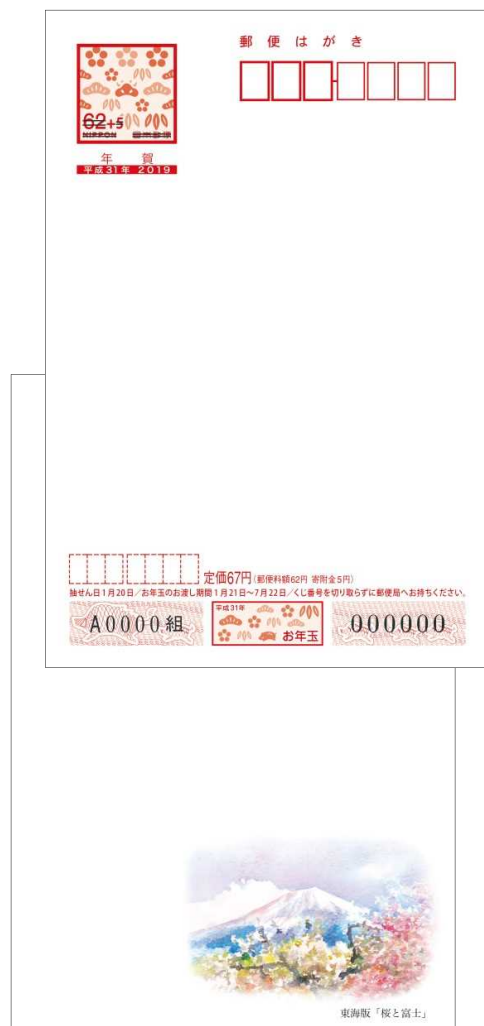 郵便はがき
62+5
NIPPON 日本郵便
年賀
平成31年 2019
定価67円(郵便料額62円 寄附金5円)
抽せん日1月20日/お年玉のお渡し期間1月21日~7月22日/くじ番号を切り取らずに郵便局へお持ちください。
A0000組
平成31年
お年玉
000000
東海版「桜と富士」